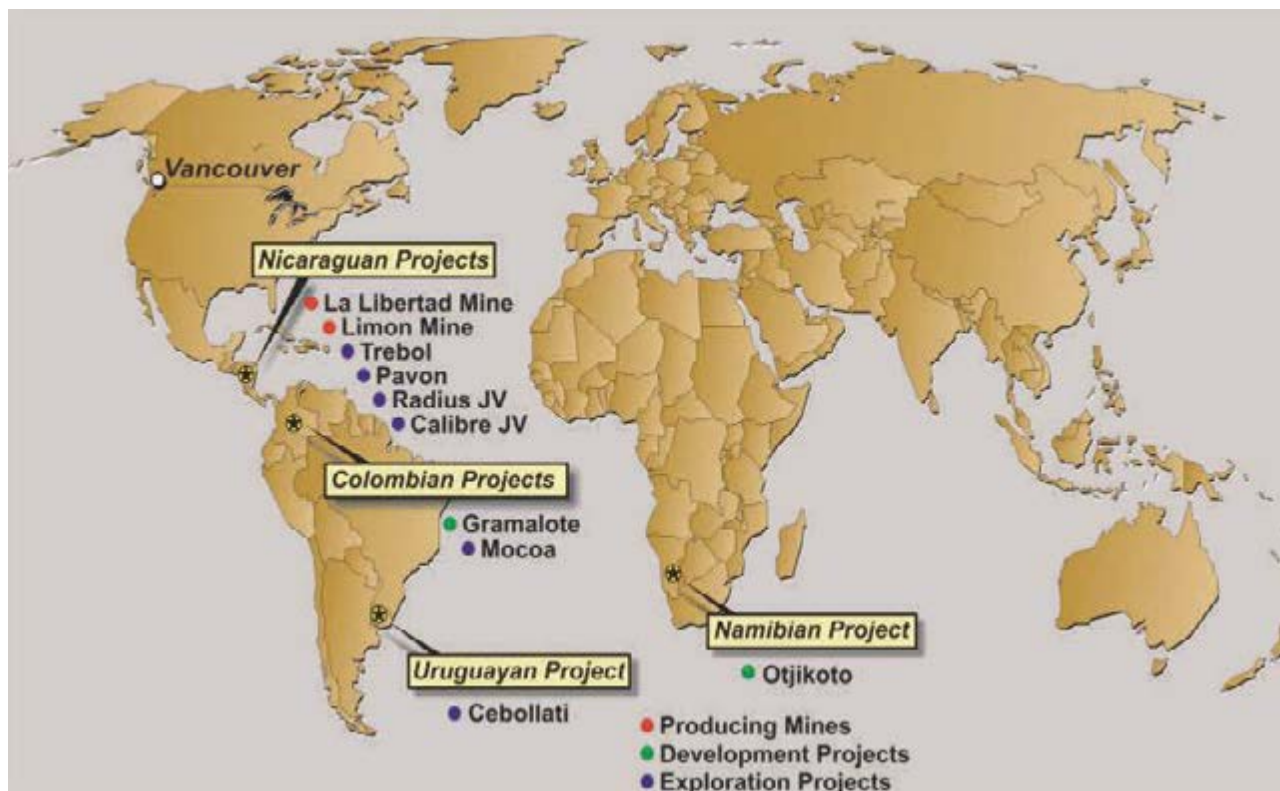 Vancouver
Nicaraguan Projects
La Libertad Mine
Limon Mine
Trebol
Pavon
Radius JV
Calibre JV
Colombian Projects
Gramalote
Mocoa
Uruguayan Project
Cebollati
Namibian Project
Otjikoto
Producing Mines
Development Projects
Exploration Projects